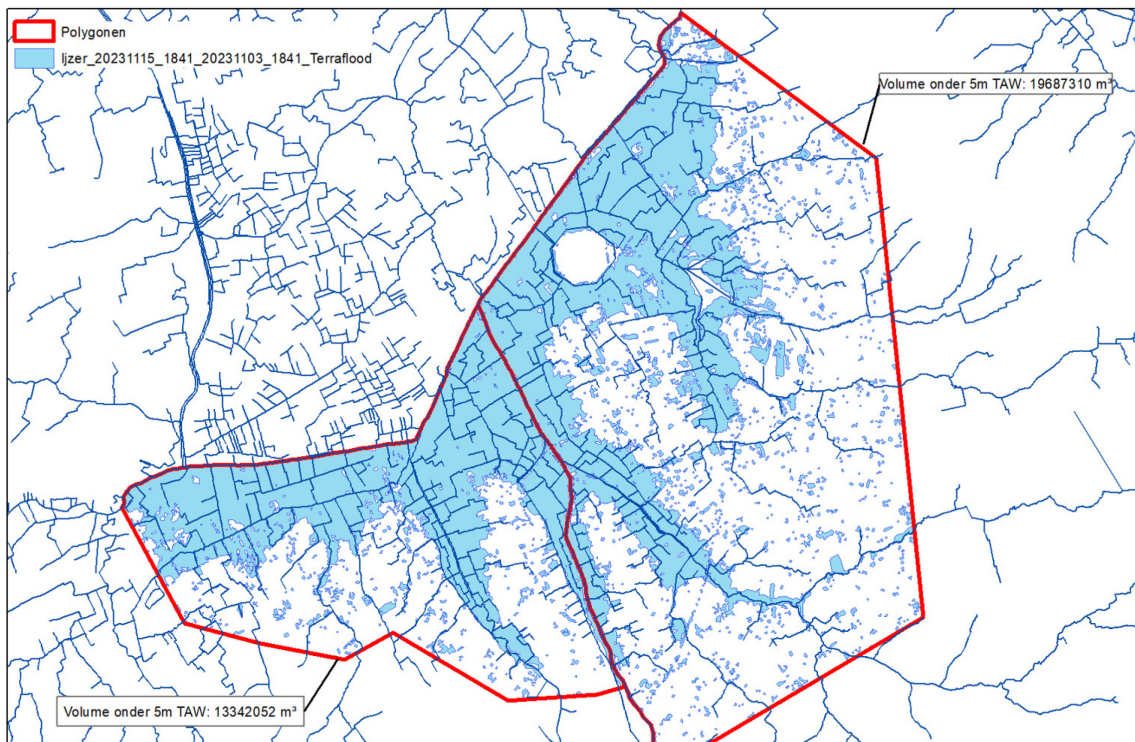 Polygonen
Ijzer_20231115_1841_20231103_1841_Terraflood
Volume onder 5m TAW: 19687310 m³
Volume onder 5m TAW: 13342052 m³